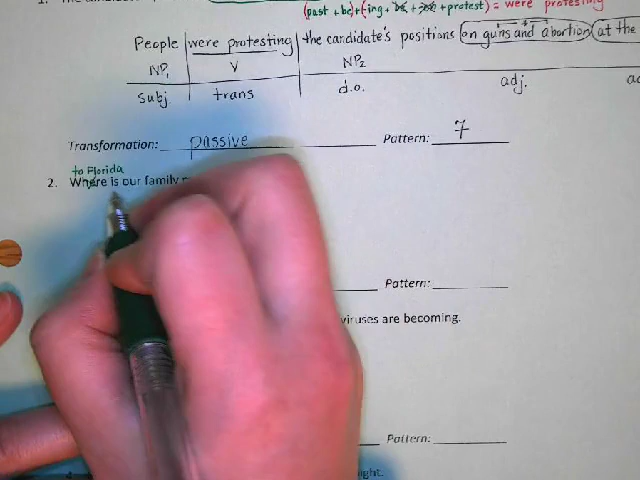 (past + be) + (ing + be + + protest) = were protesting
People were protesting the candidate's positions on guns and abortion at the
NP1 V NP2
subj trans d.o. adj.
Transformation: passive Pattern: 7
to Florida
2. Where is our family
Pattern:
viruses are becoming.
Pattern: